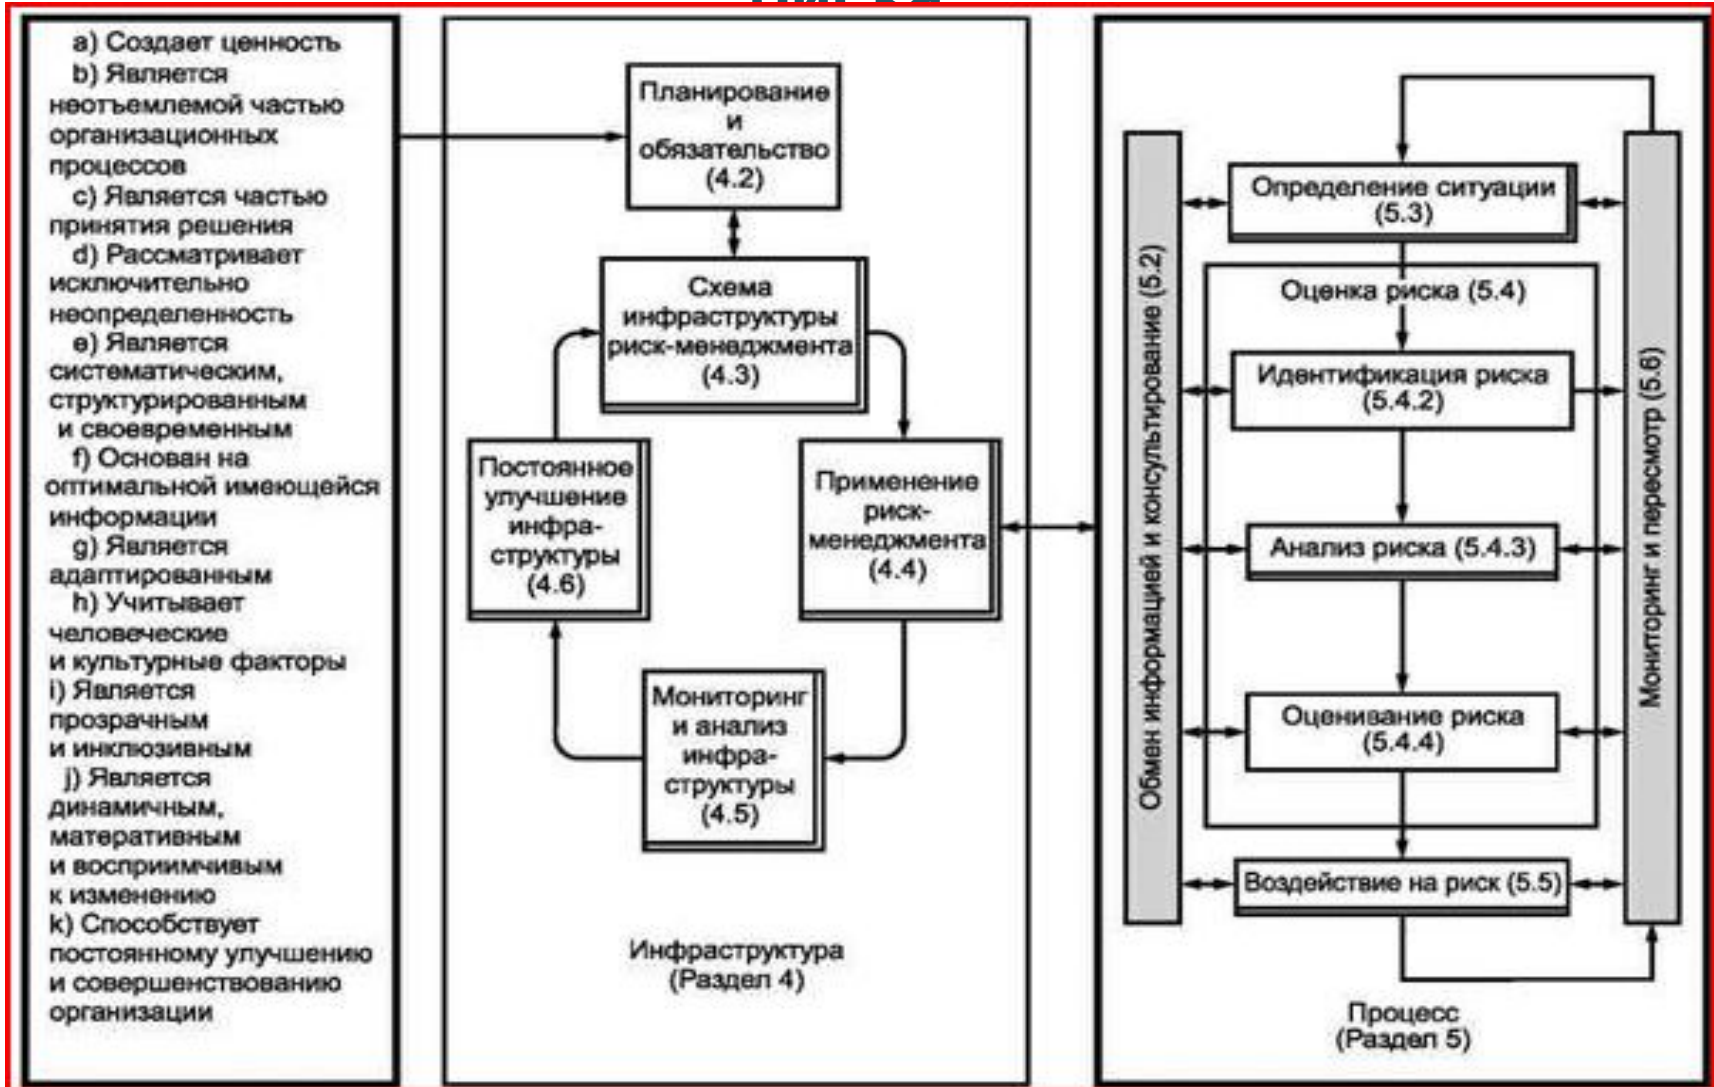 a) Создает ценность
b) Является
неотъемлемой частью
организационных
процессов
c) Является частью
принятия решения
d) Рассматривает
исключительно
неопределенность
e) Является
систематическим,
структурированным
и своевременным
f) Основан на
оптимальной имеющейся
информации
g) Является
адаптированным
h) Учитывает
человеческие
и культурные факторы
i) Является
прозрачным
и инклюзивным
j) Является
динамичным,
матеративным
и восприимчивым
к изменению
k) Способствует
постоянному улучшению
и совершенствованию
организации
Планирование
и
обязательство
(4.2)
Схема
инфраструктуры
риск-менеджмента
(4.3)
Постоянное
улучшение
инфра-
структуры
(4.6)
Применение
риск-
менеджмента
(4.4)
Мониторинг
и анализ
инфра-
структуры
(4.5)
Инфраструктура
(Раздел 4)
Обмен информацией и консультирование (5.2)
Определение ситуации
(5.3)
Оценка риска (5.4)
Идентификация риска
(5.4.2)
Анализ риска (5.4.3)
Оценивание риска
(5.4.4)
Воздействие на риск (5.5)
Мониторинг и пересмотр (5.6)
Процесс
(Раздел 5)